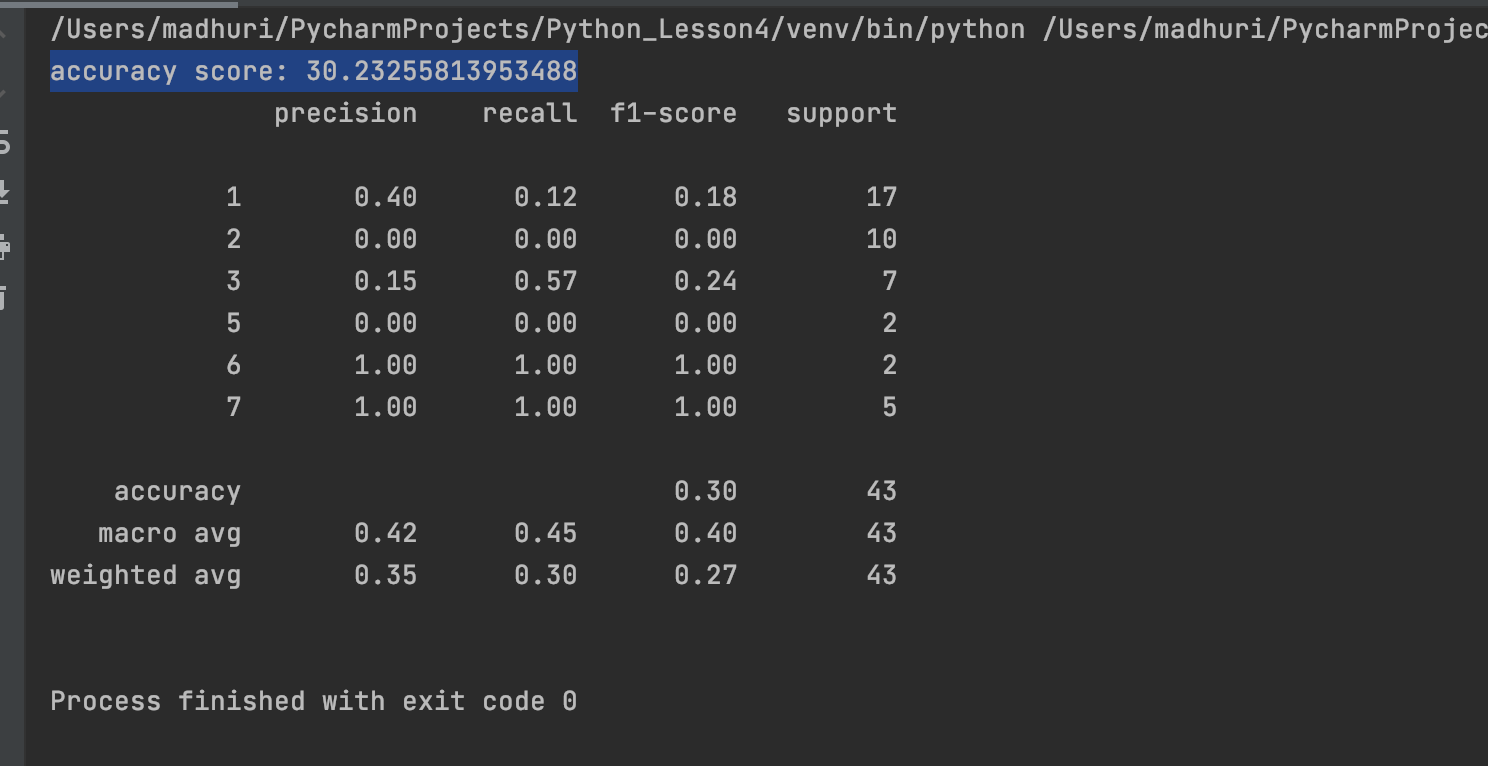 /Users/madhuri/PycharmProjects/Python_Lesson4/venv/bin/python /Users/madhuri/PycharmProjec
accuracy score: 30.23255813953488
precision recall f1-score support
1 0.40 0.12 0.18 17
2 0.00 0.00 0.00 10
3 0.15 0.57 0.24 7
5 0.00 0.00 0.00 2
6 1.00 1.00 1.00 2
7 1.00 1.00 1.00 5
accuracy 0.30 43
macro avg 0.42 0.45 0.40 43
weighted avg 0.35 0.30 0.27 43
Process finished with exit code 0